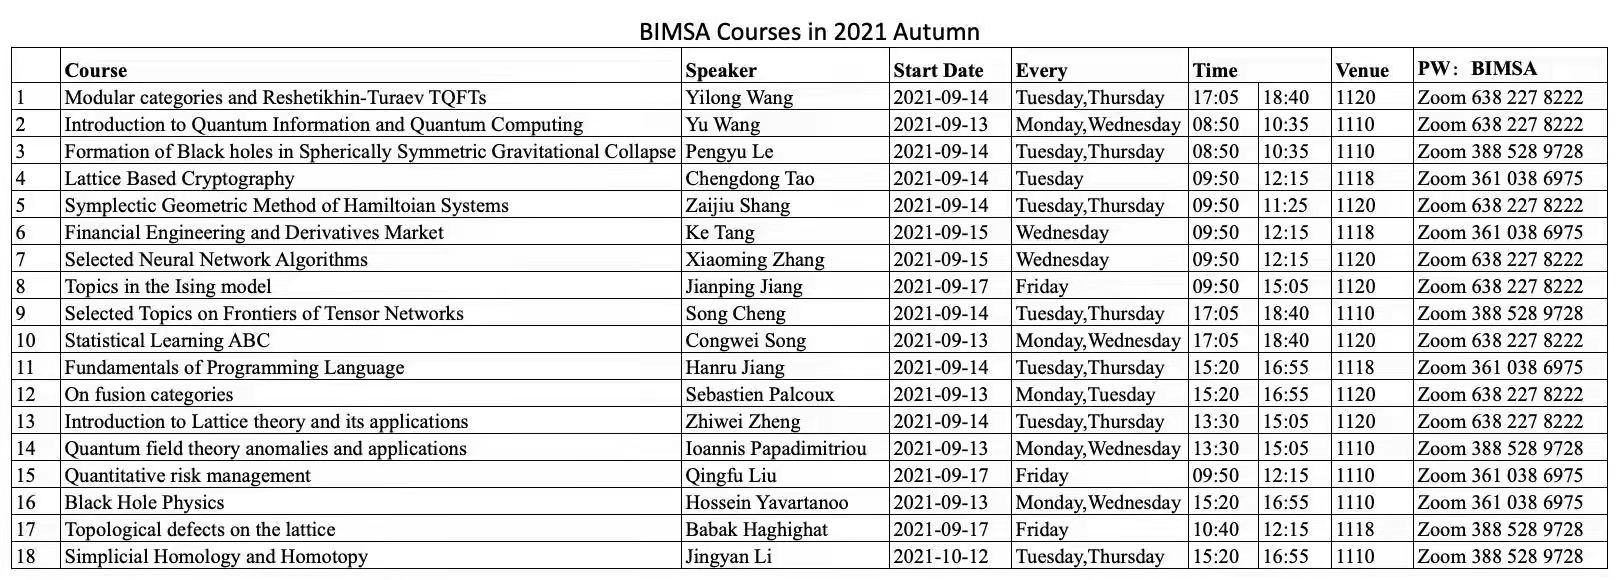 BIMSA Courses in 2021 Autumn
Course Speaker Start Date Every Time Venue PW: BIMSA
1 Modular categories and Reshetikhin-Turaev TQFTs Yilong Wang 2021-09-14 Tuesday,Thursday 17:05 18:40 1120 Zoom 638 227 8222
2 Introduction to Quantum Information and Quantum Computing Yu Wang 2021-09-13 Monday,Wednesday 08:50 10:35 1110 Zoom 638 227 8222
3 Formation of Black holes in Spherically Symmetric Gravitational Collapse Pengyu Le 2021-09-14 Tuesday,Thursday 08:50 10:35 1110 Zoom 388 528 9728
4 Lattice Based Cryptography Chengdong Tao 2021-09-14 Tuesday 09:50 12:15 1118 Zoom 361 038 6975
5 Symplectic Geometric Method of Hamiltoian Systems Zaijiu Shang 2021-09-14 Tuesday,Thursday 09:50 11:25 1120 Zoom 638 227 8222
6 Financial Engineering and Derivatives Market Ke Tang 2021-09-15 Wednesday 09:50 12:15 1118 Zoom 361 038 6975
7 Selected Neural Network Algorithms Xiaoming Zhang 2021-09-15 Wednesday 09:50 12:15 1120 Zoom 638 227 8222
8 Topics in the Ising model Jianping Jiang 2021-09-17 Friday 09:50 15:05 1120 Zoom 638 227 8222
9 Selected Topics on Frontiers of Tensor Networks Song Cheng 2021-09-14 Tuesday,Thursday 17:05 18:40 1110 Zoom 388 528 9728
10 Statistical Learning ABC Congwei Song 2021-09-13 Monday,Wednesday 17:05 18:40 1120 Zoom 638 227 8222
11 Fundamentals of Programming Language Hanru Jiang 2021-09-14 Tuesday,Thursday 15:20 16:55 1118 Zoom 361 038 6975
12 On fusion categories Sebastien Palcoux 2021-09-13 Monday,Tuesday 15:20 16:55 1120 Zoom 638 227 8222
13 Introduction to Lattice theory and its applications Zhiwei Zheng 2021-09-14 Tuesday,Thursday 13:30 15:05 1120 Zoom 638 227 8222
14 Quantum field theory anomalies and applications Ioannis Papadimitriou 2021-09-13 Monday,Wednesday 13:30 15:05 1110 Zoom 388 528 9728
15 Quantitative risk management Qingfu Liu 2021-09-17 Friday 09:50 12:15 1110 Zoom 361 038 6975
16 Black Hole Physics Hossein Yavartanoo 2021-09-13 Monday,Wednesday 15:20 16:55 1110 Zoom 361 038 6975
17 Topological defects on the lattice Babak Haghighat 2021-09-17 Friday 10:40 12:15 1118 Zoom 388 528 9728
18 Simplicial Homology and Homotopy Jingyan Li 2021-10-12 Tuesday,Thursday 15:20 16:55 1110 Zoom 388 528 9728